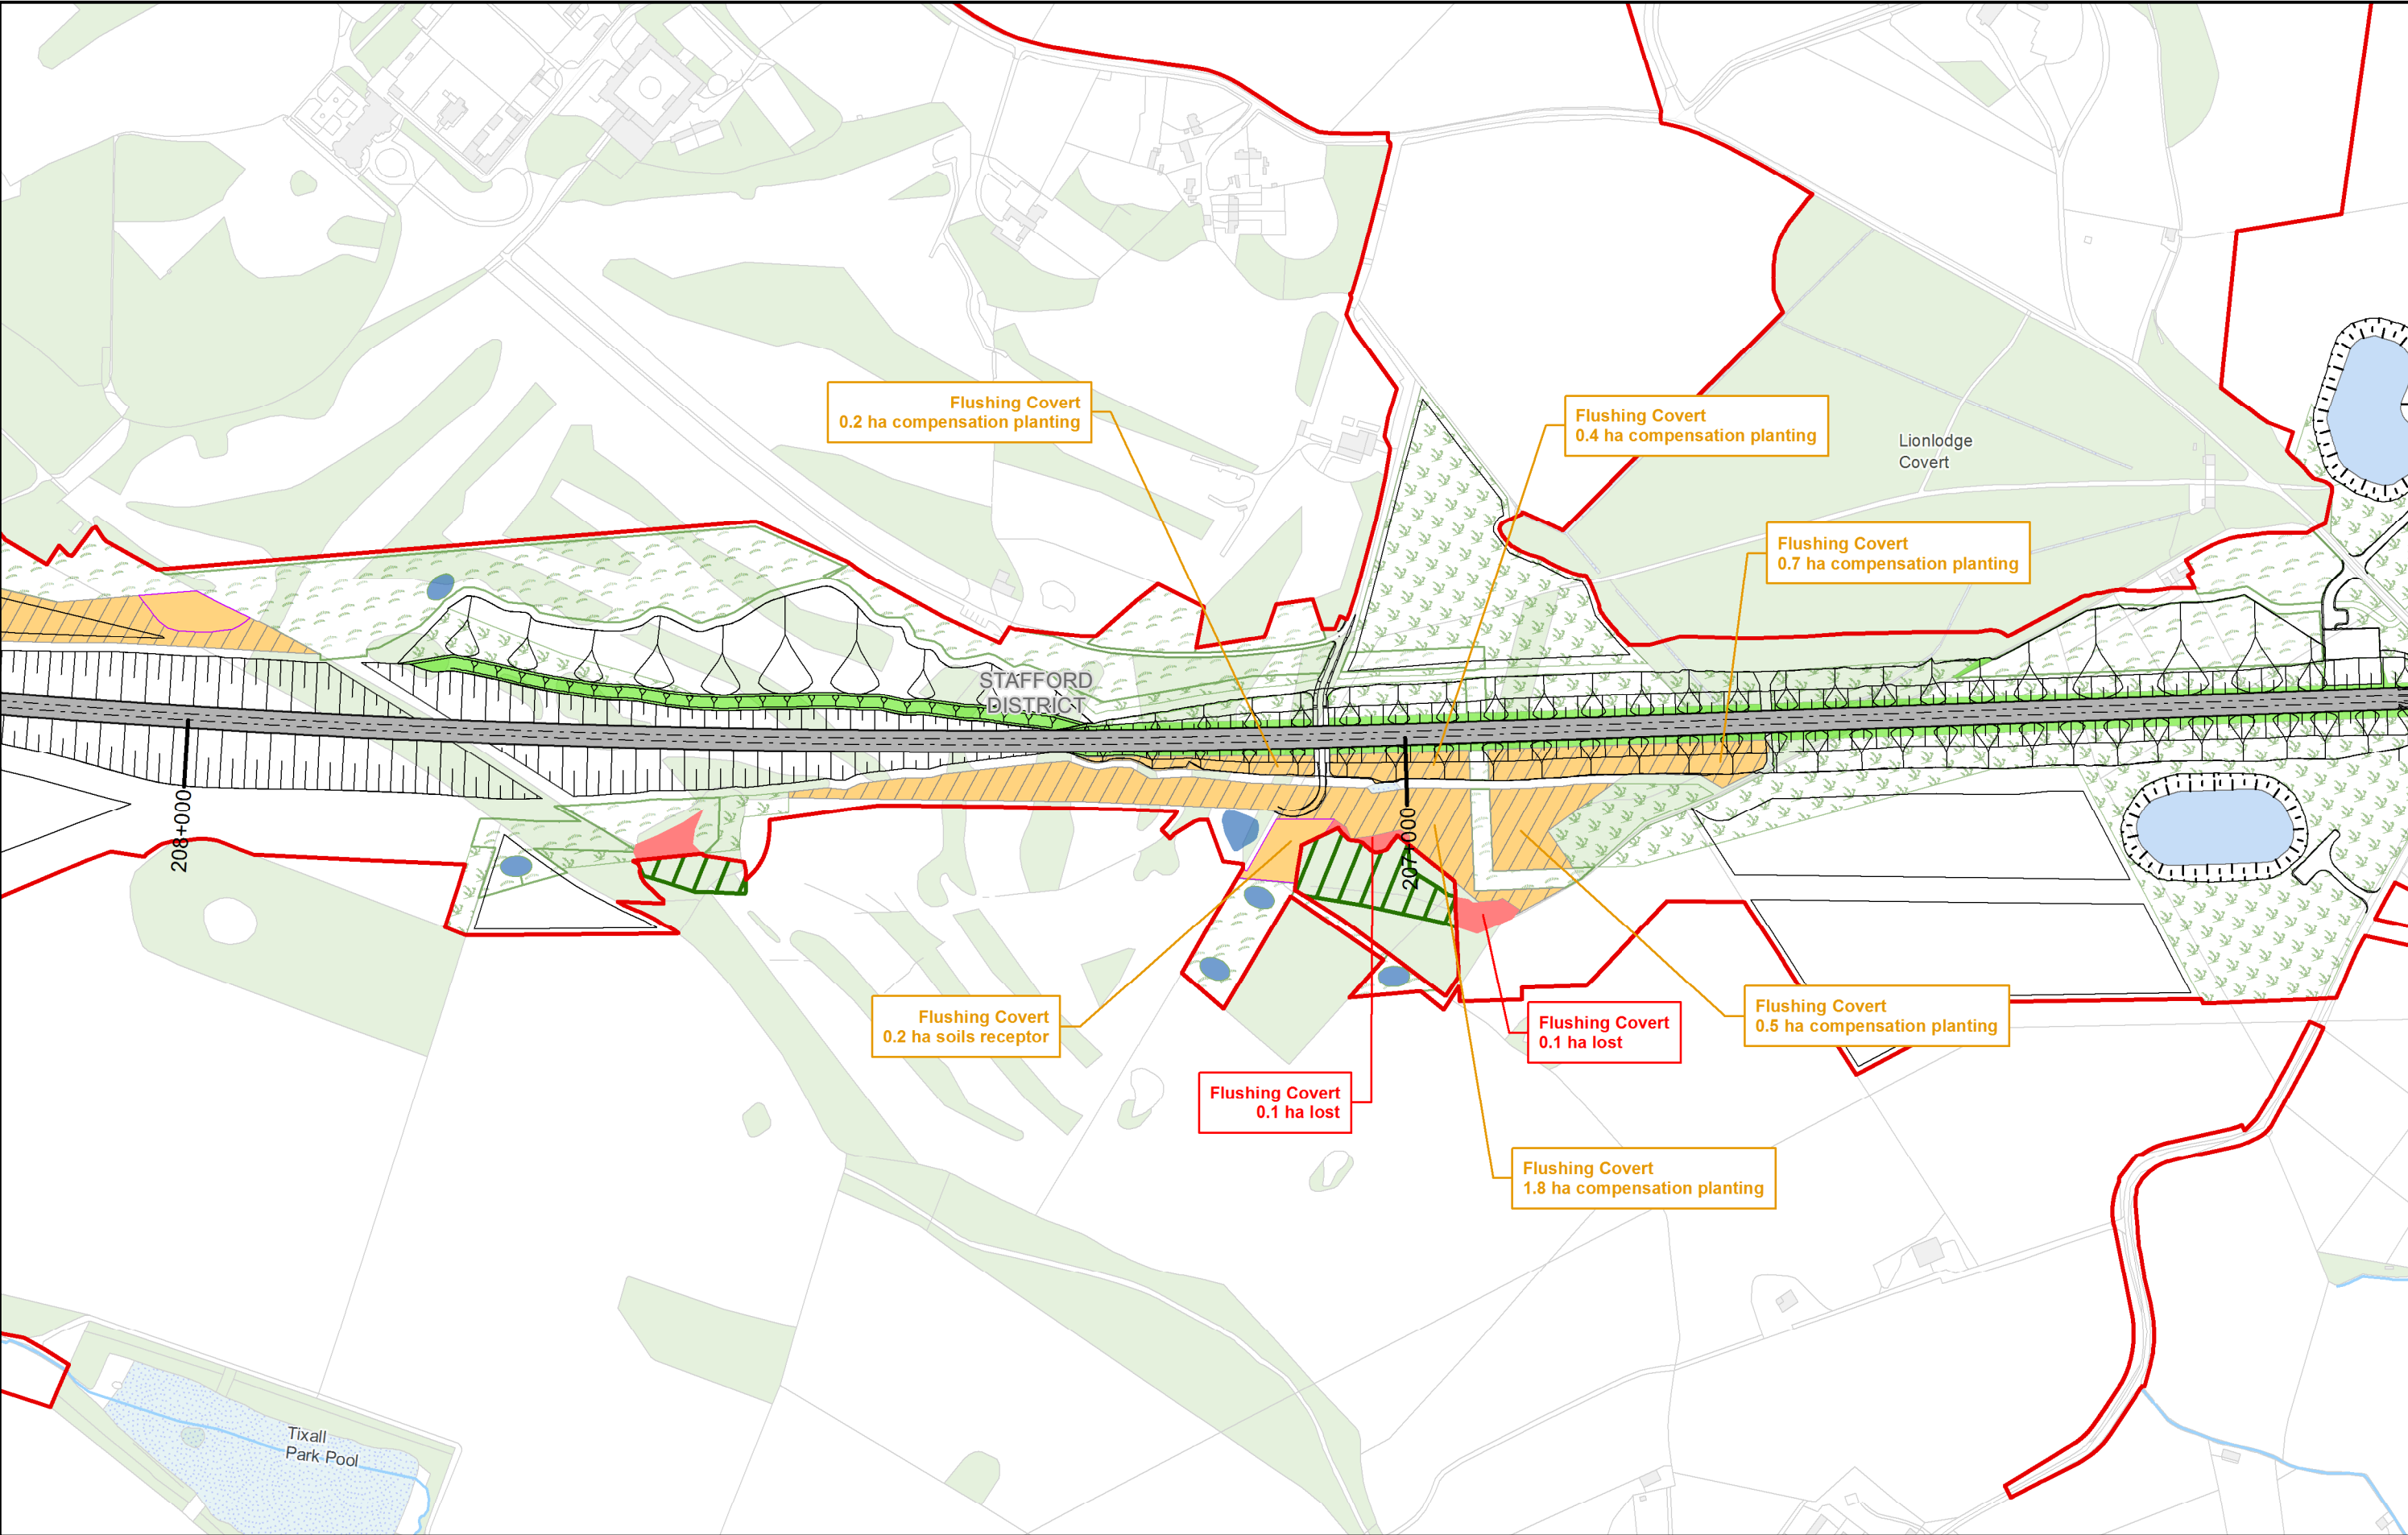 Flushing Covert
0.2 ha compensation planting
Flushing Covert
0.4 ha compensation planting
Lionlodge
Covert
Flushing Covert
0.7 ha compensation planting
STAFFORD
DISTRICT
208+000
207+000
Flushing Covert
0.2 ha soils receptor
Flushing Covert
0.5 ha compensation planting
Flushing Covert
0.1 ha lost
Flushing Covert
0.1 ha lost
Flushing Covert
1.8 ha compensation planting
Tixall
Park Pool